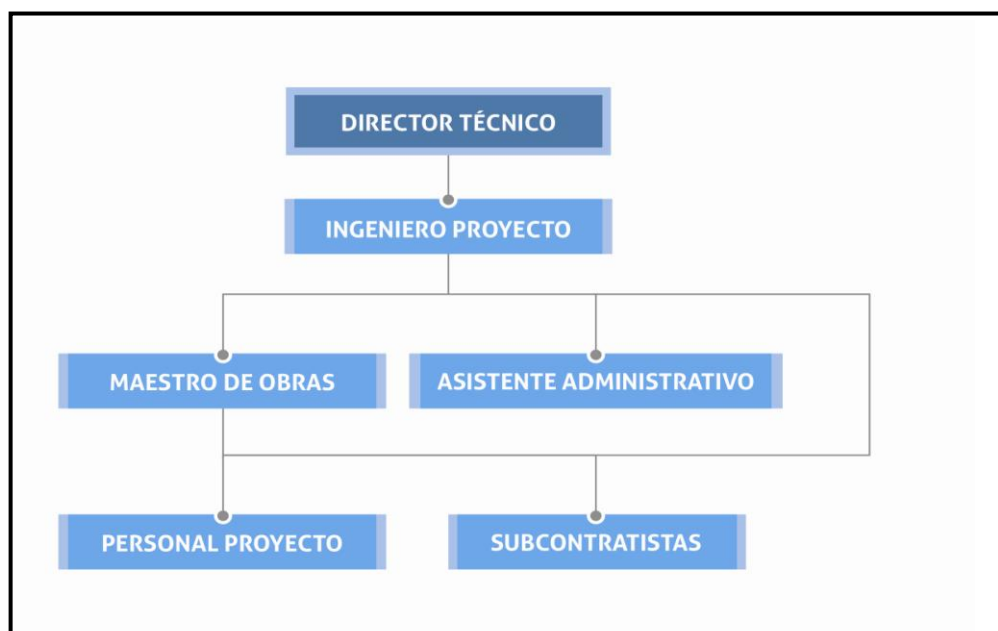 DIRECTOR TÉCNICO
INGENIERO PROYECTO
MAESTRO DE OBRAS
ASISTENTE ADMINISTRATIVO
PERSONAL PROYECTO
SUBCONTRATISTAS